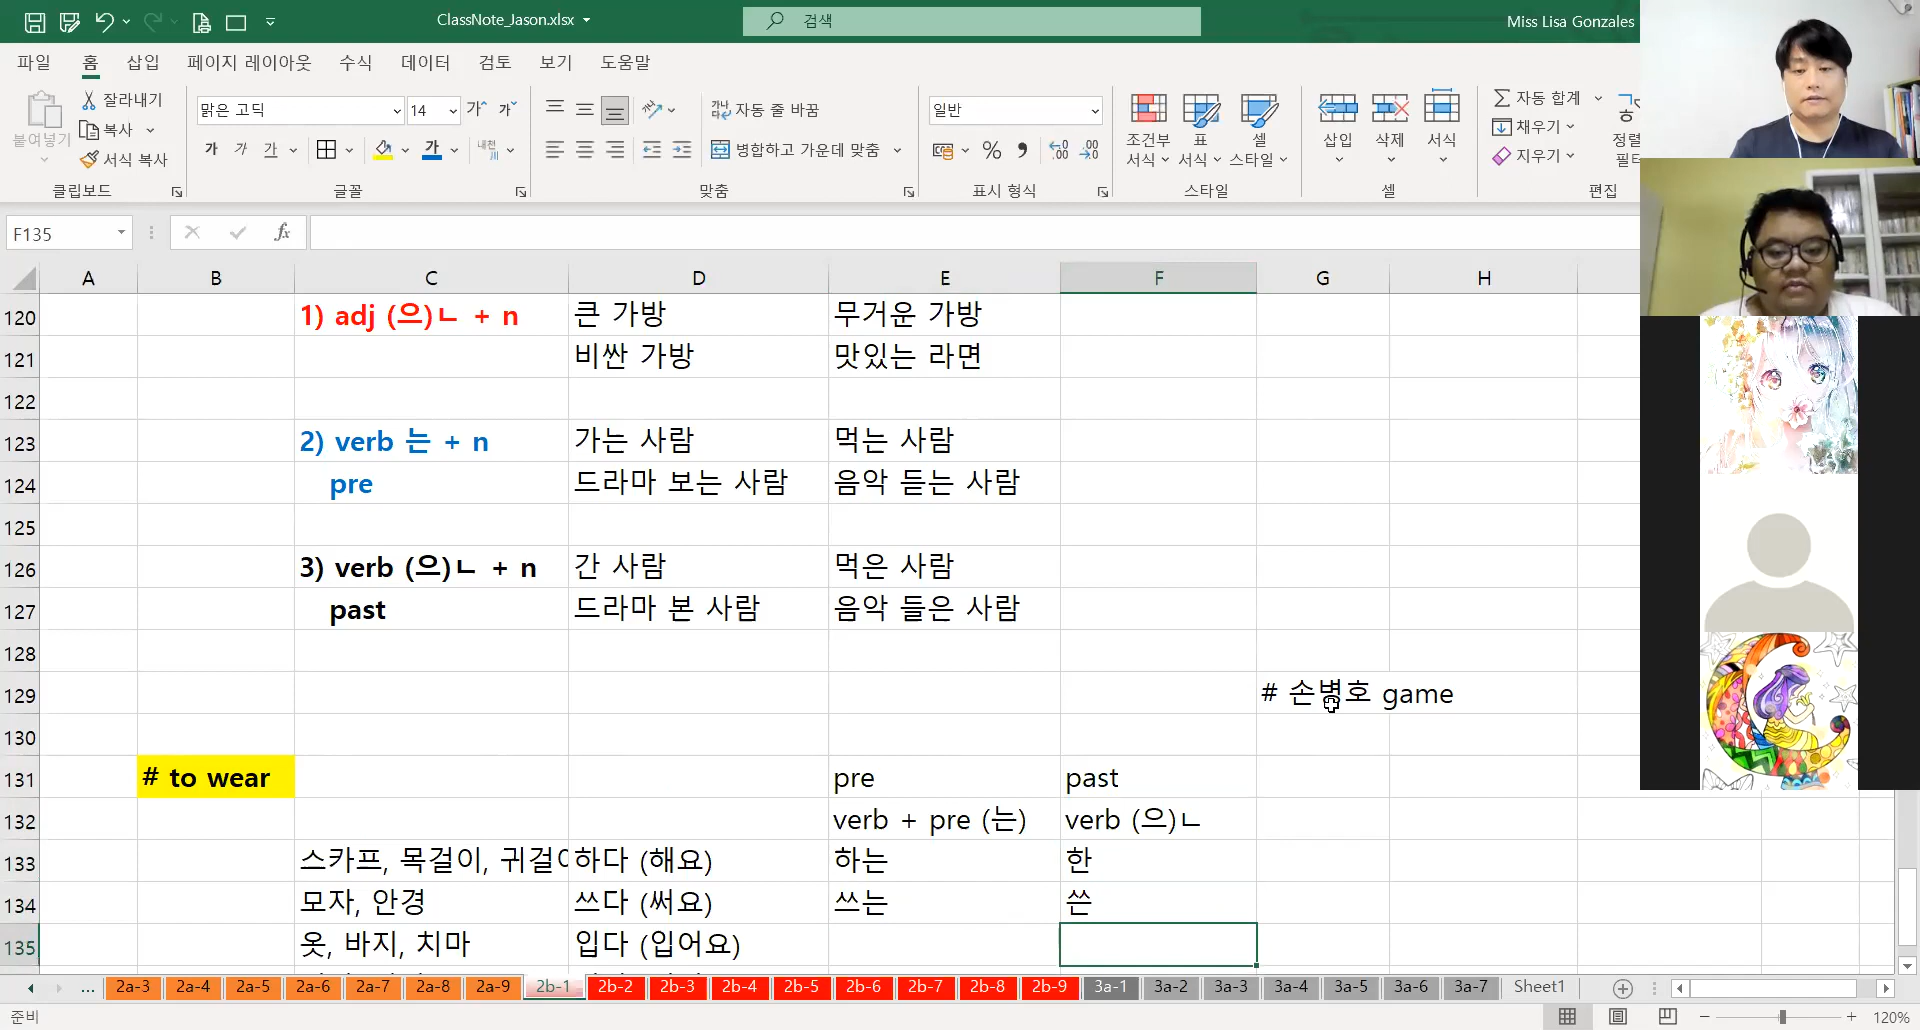 ClassNote_Jason.xlsx
검색
Miss Lisa Gonzales
파일 홈 삽입 페이지 레이아웃 수식 데이터 검토 보기 도움말
붙여넣기
잘라내기
복사
서식 복사
클립보드
맑은 고딕 14 가 가
가 가 가 가 내천
글꼴
가나다 자동 줄 바꿈
병합하고 가운데 맞춤
맞춤
일반
% 
표시 형식
조건부 서식
표 서식
셀 스타일
스타일
삽입 삭제 서식
셀
자동 합계
채우기
지우기
편집
F135
fx
A B C D E F G H
120 1) adj (으)ㄴ + n 큰 가방 무거운 가방
121 비싼 가방 맛있는 라면
122
123 2) verb 는 + n 가는 사람 먹는 사람
124 pre 드라마 보는 사람 음악 듣는 사람
125
126 3) verb (으)ㄴ + n 간 사람 먹은 사람
127 past 드라마 본 사람 음악 들은 사람
128
129 # 손병호 game
130
131 # to wear pre past
132 verb + pre (는) verb (으)ㄴ
133 스카프, 목걸이, 귀걸이 하다 (해요) 하는 한
134 모자, 안경 쓰다 (써요) 쓰는 쓴
135 옷, 바지, 치마 입다 (입어요)
... 2a-3 2a-4 2a-5 2a-6 2a-7 2a-8 2a-9 2b-1 2b-2 2b-3 2b-4 2b-5 2b-6 2b-7 2b-8 2b-9 3a-1 3a-2 3a-3 3a-4 3a-5 3a-6 3a-7 Sheet1
준비
120%